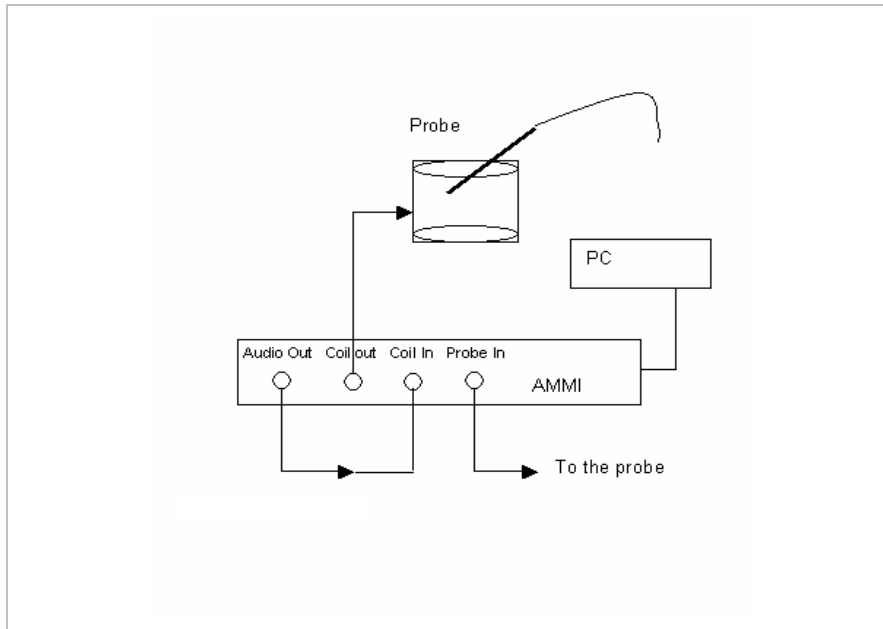 Probe
PC
Audio Out Coil out Coil In Probe In
AMMI
To the probe